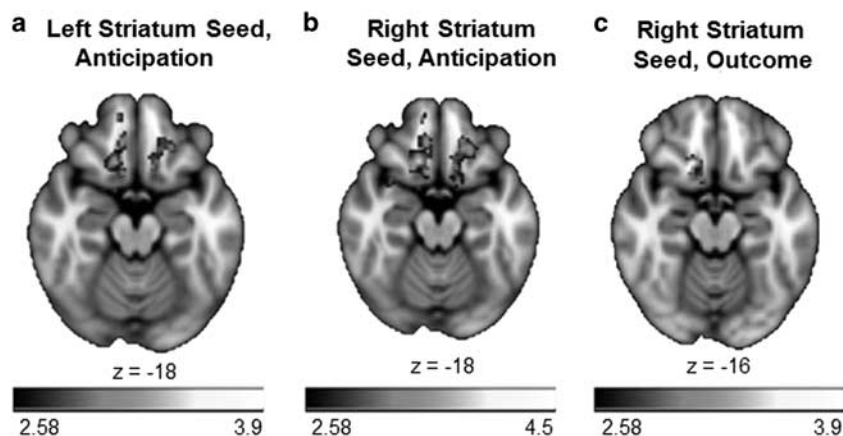 a Left Striatum Seed,
Anticipation
b Right Striatum
Seed, Anticipation
c Right Striatum
Seed, Outcome
z = -18
z = -18
z = -16
2.58 3.9
2.58 4.5
2.58 3.9